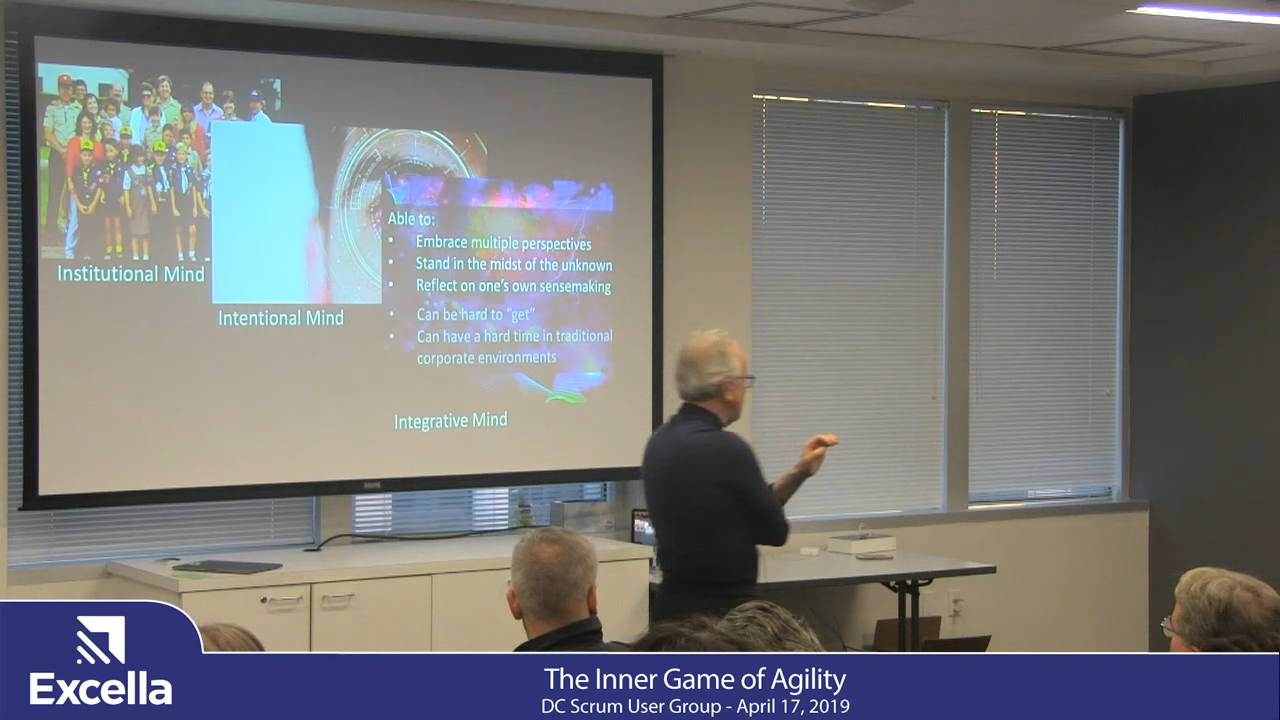 Institutional Mind
Intentional Mind
Able to:
• Embrace multiple perspectives
• Stand in the midst of the unknown
• Reflect on one's own sensemaking
• Can be hard to “get”
• Can have a hard time in traditional
corporate environments
Integrative Mind
Excella
The Inner Game of Agility
DC Scrum User Group - April 17, 2019